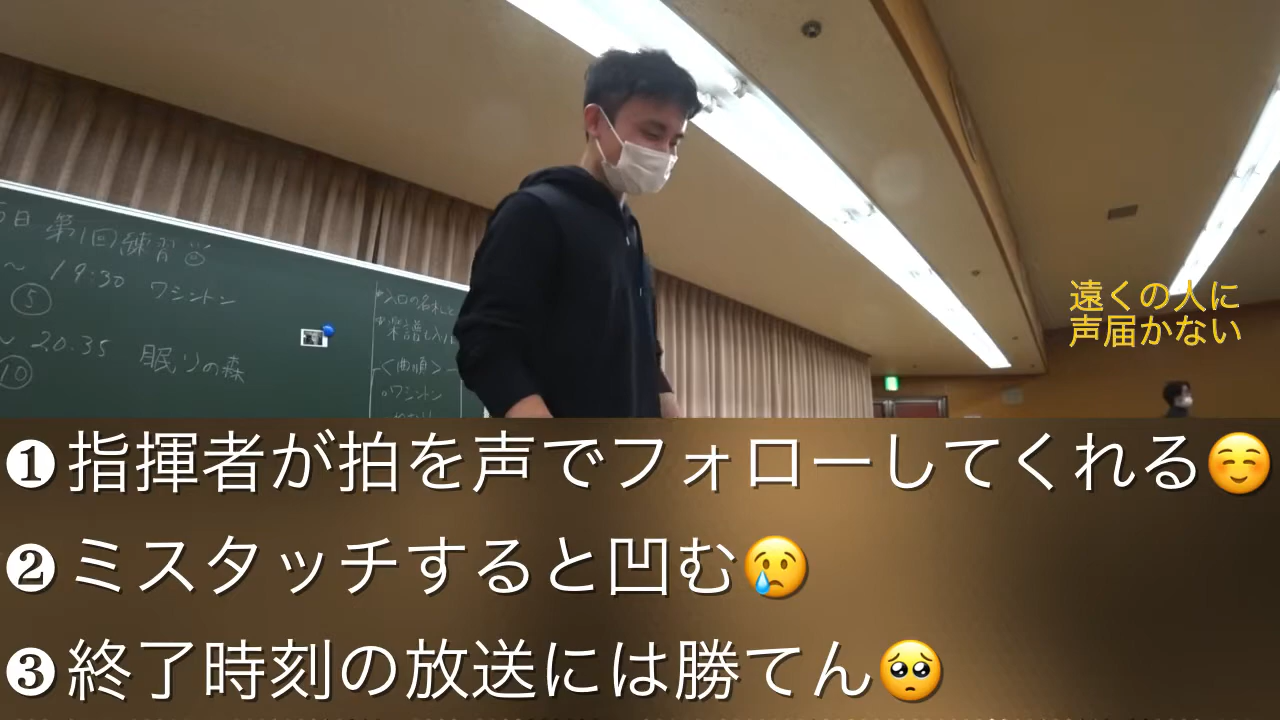 5日 第1回練習
～ 19:30 ワシントン
⑤
～ 20:35 眠りの森
⑩
＜曲順＞
ワシントン
遠くの人に
声届かない
❶指揮者が拍を声でフォローしてくれる☺️
❷ミスタッチすると凹む😢
❸終了時刻の放送には勝てん🥺